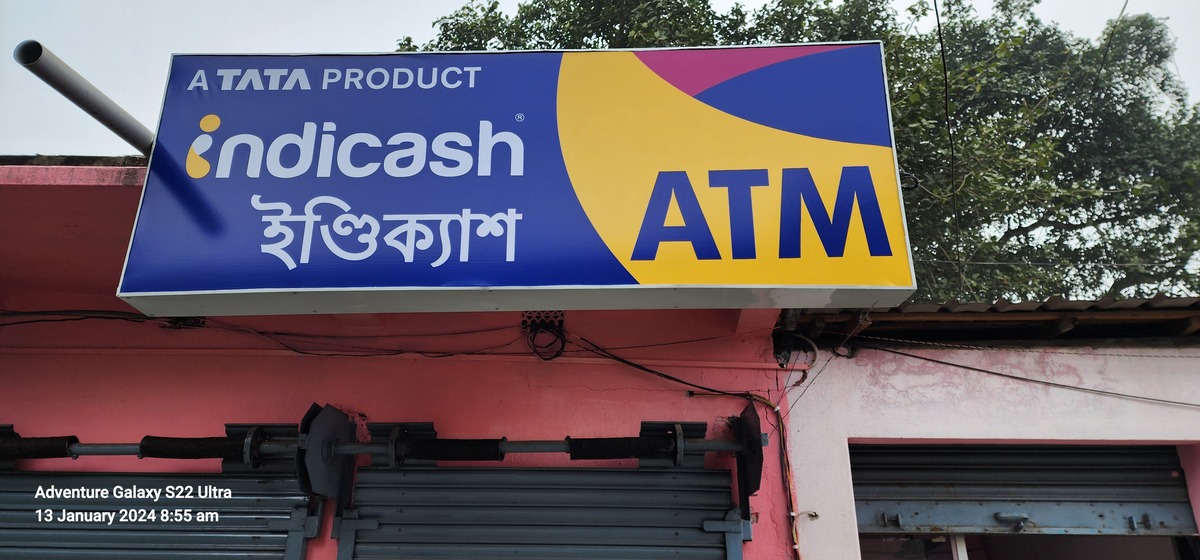 A TATA PRODUCT
indicash®
ইণ্ডিক্যাশ
ATM
Adventure Galaxy S22 Ultra
13 January 2024 8:55 am